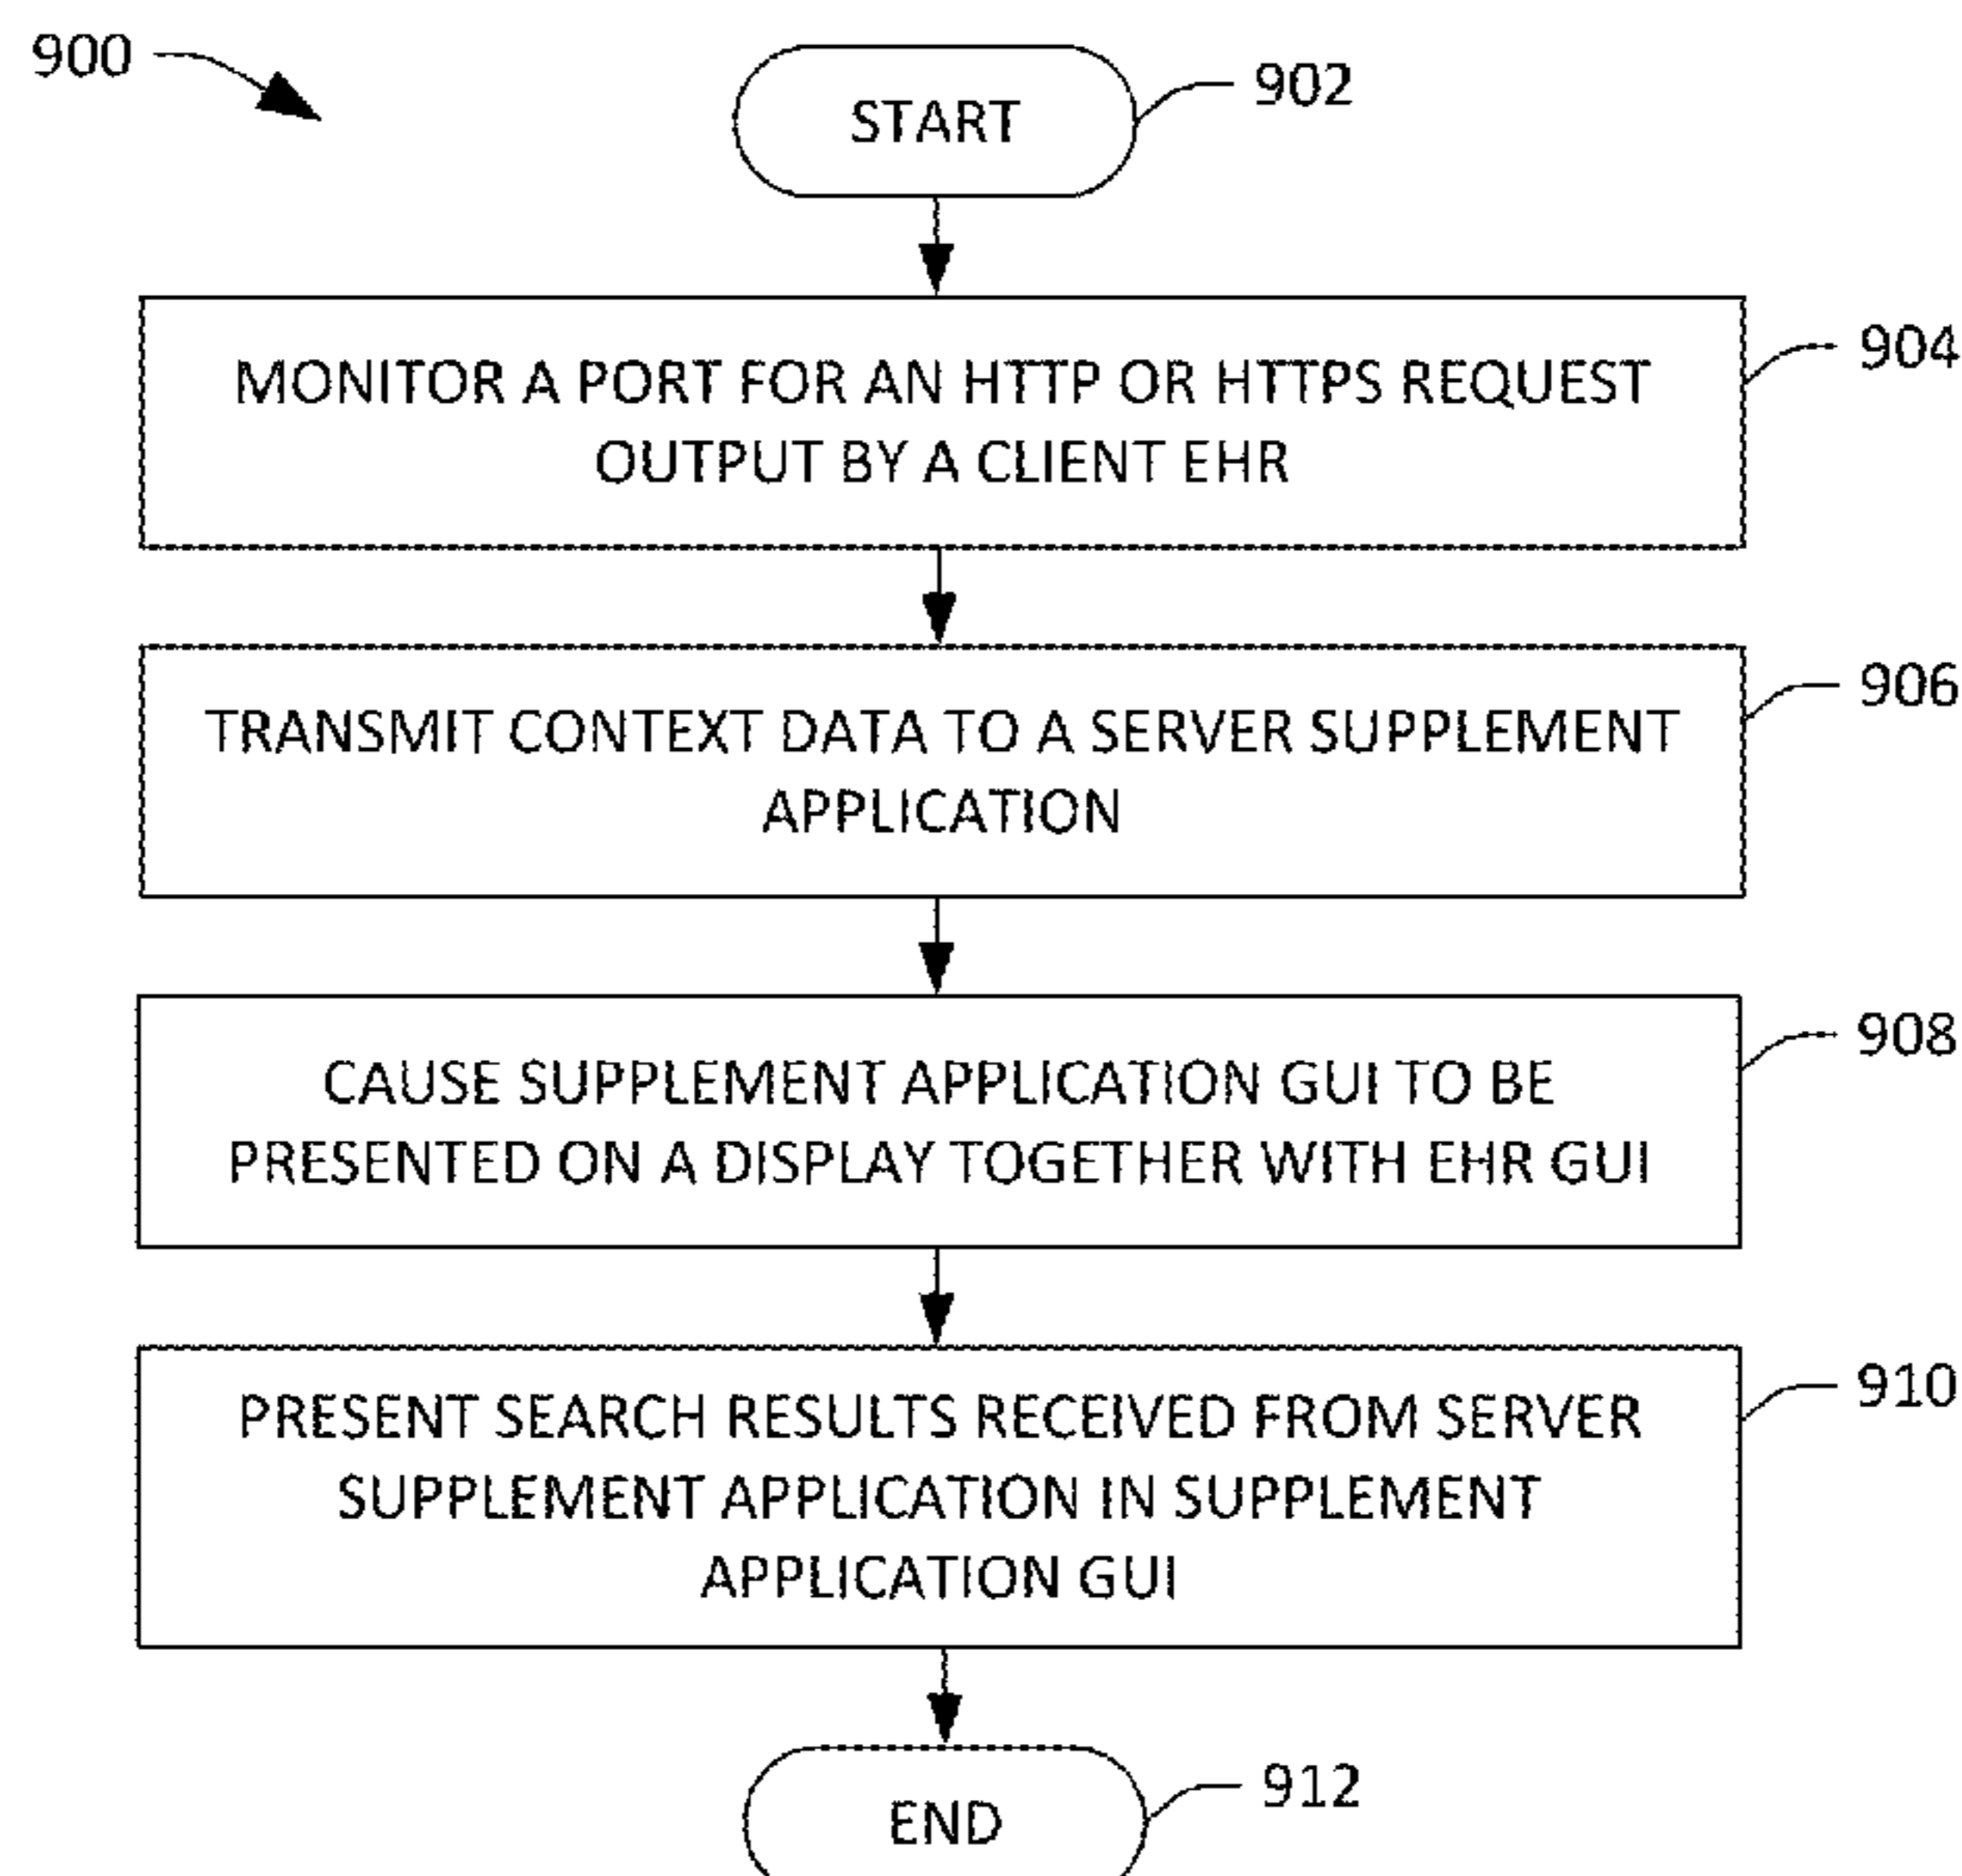 900
START
902
MONITOR A PORT FOR AN HTTP OR HTTPS REQUEST
OUTPUT BY A CLIENT EHR
904
TRANSMIT CONTEXT DATA TO A SERVER SUPPLEMENT
APPLICATION
906
CAUSE SUPPLEMENT APPLICATION GUI TO BE
PRESENTED ON A DISPLAY TOGETHER WITH EHR GUI
908
PRESENT SEARCH RESULTS RECEIVED FROM SERVER
SUPPLEMENT APPLICATION IN SUPPLEMENT
APPLICATION GUI
910
END
912